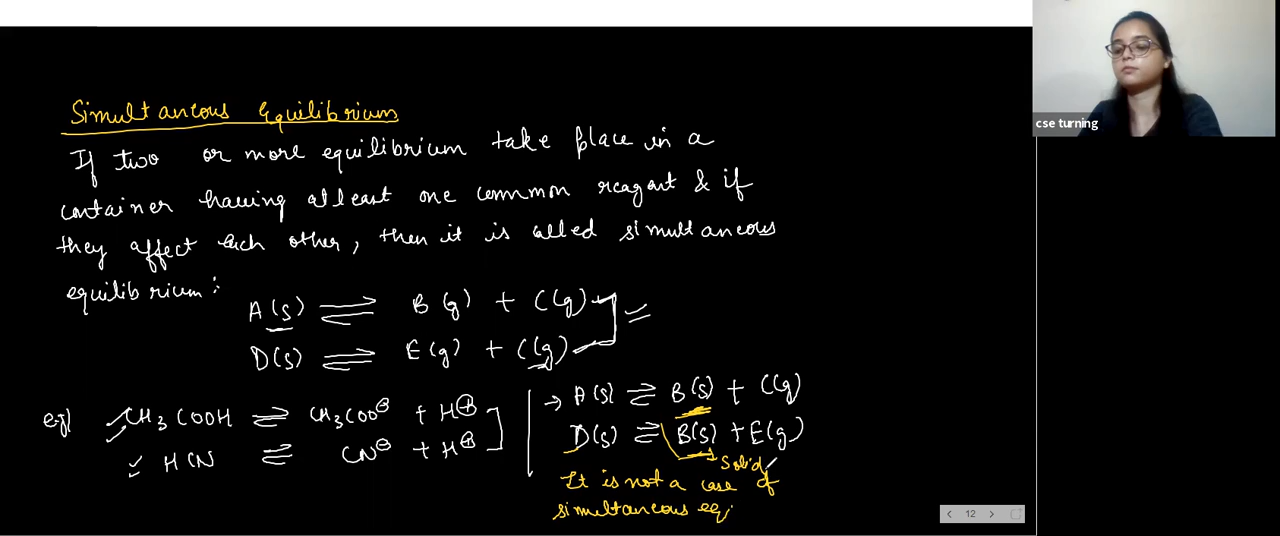 Simultaneous Equilibrium
If two or more equilibrium take place in a
container having atleast one common reagant & if
they affect each other, then it is called simultaneous
equilibrium :
A(s) ⇌ B(g) + C(g)
D(s) ⇌ E(g) + C(g)
eg) CH₃COOH ⇌ CH₃COO⊖ + H⊕
HCN ⇌ CN⊖ + H⊕
→ A(s) ⇌ B(s) + C(g)
D(s) ⇌ B(s) + E(g)
→ Solid
It is not a case of
simultaneous eq
cse turning
< 12 >